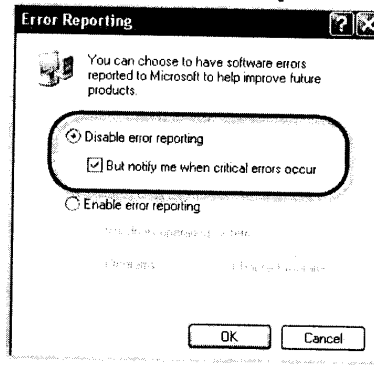 Error Reporting
You can choose to have software errors
reported to Microsoft to help improve future
products.
Disable error reporting
But notify me when critical errors occur
Enable error reporting
OK
Cancel